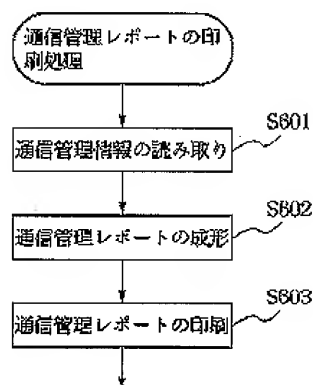 通信管理レポートの印
刷処理
S601
通信管理情報の読み取り
S602
通信管理レポートの成形
S603
通信管理レポートの印刷